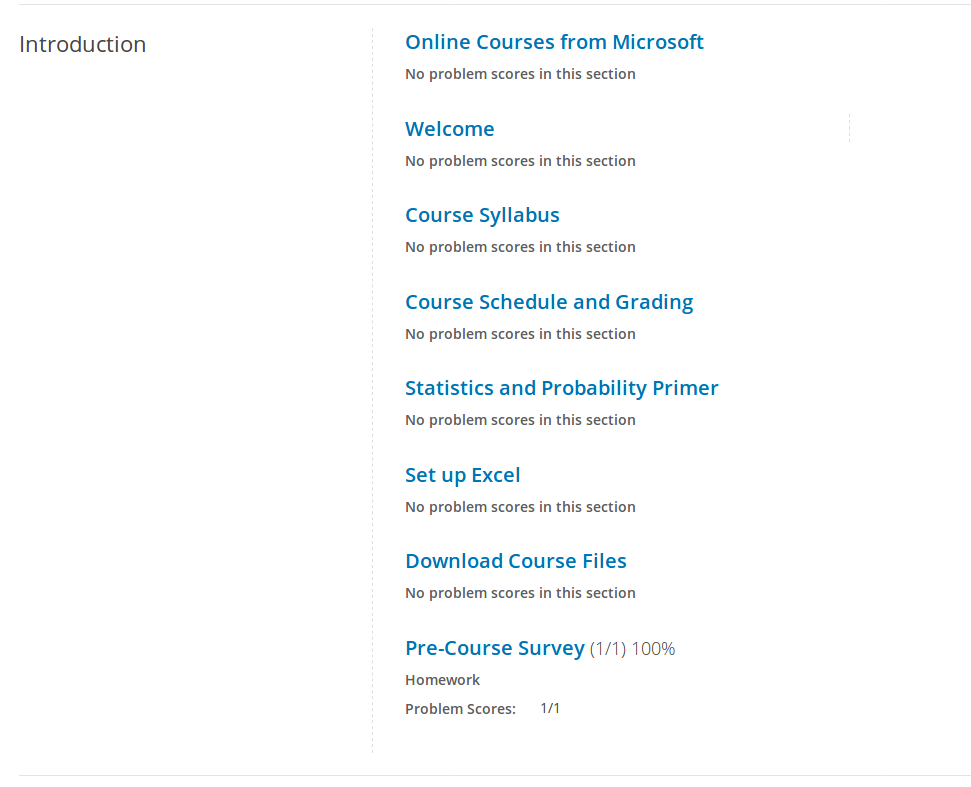 Introduction
Online Courses from Microsoft
No problem scores in this section
Welcome
No problem scores in this section
Course Syllabus
No problem scores in this section
Course Schedule and Grading
No problem scores in this section
Statistics and Probability Primer
No problem scores in this section
Set up Excel
No problem scores in this section
Download Course Files
No problem scores in this section
Pre-Course Survey (1/1) 100%
Homework
Problem Scores: 1/1